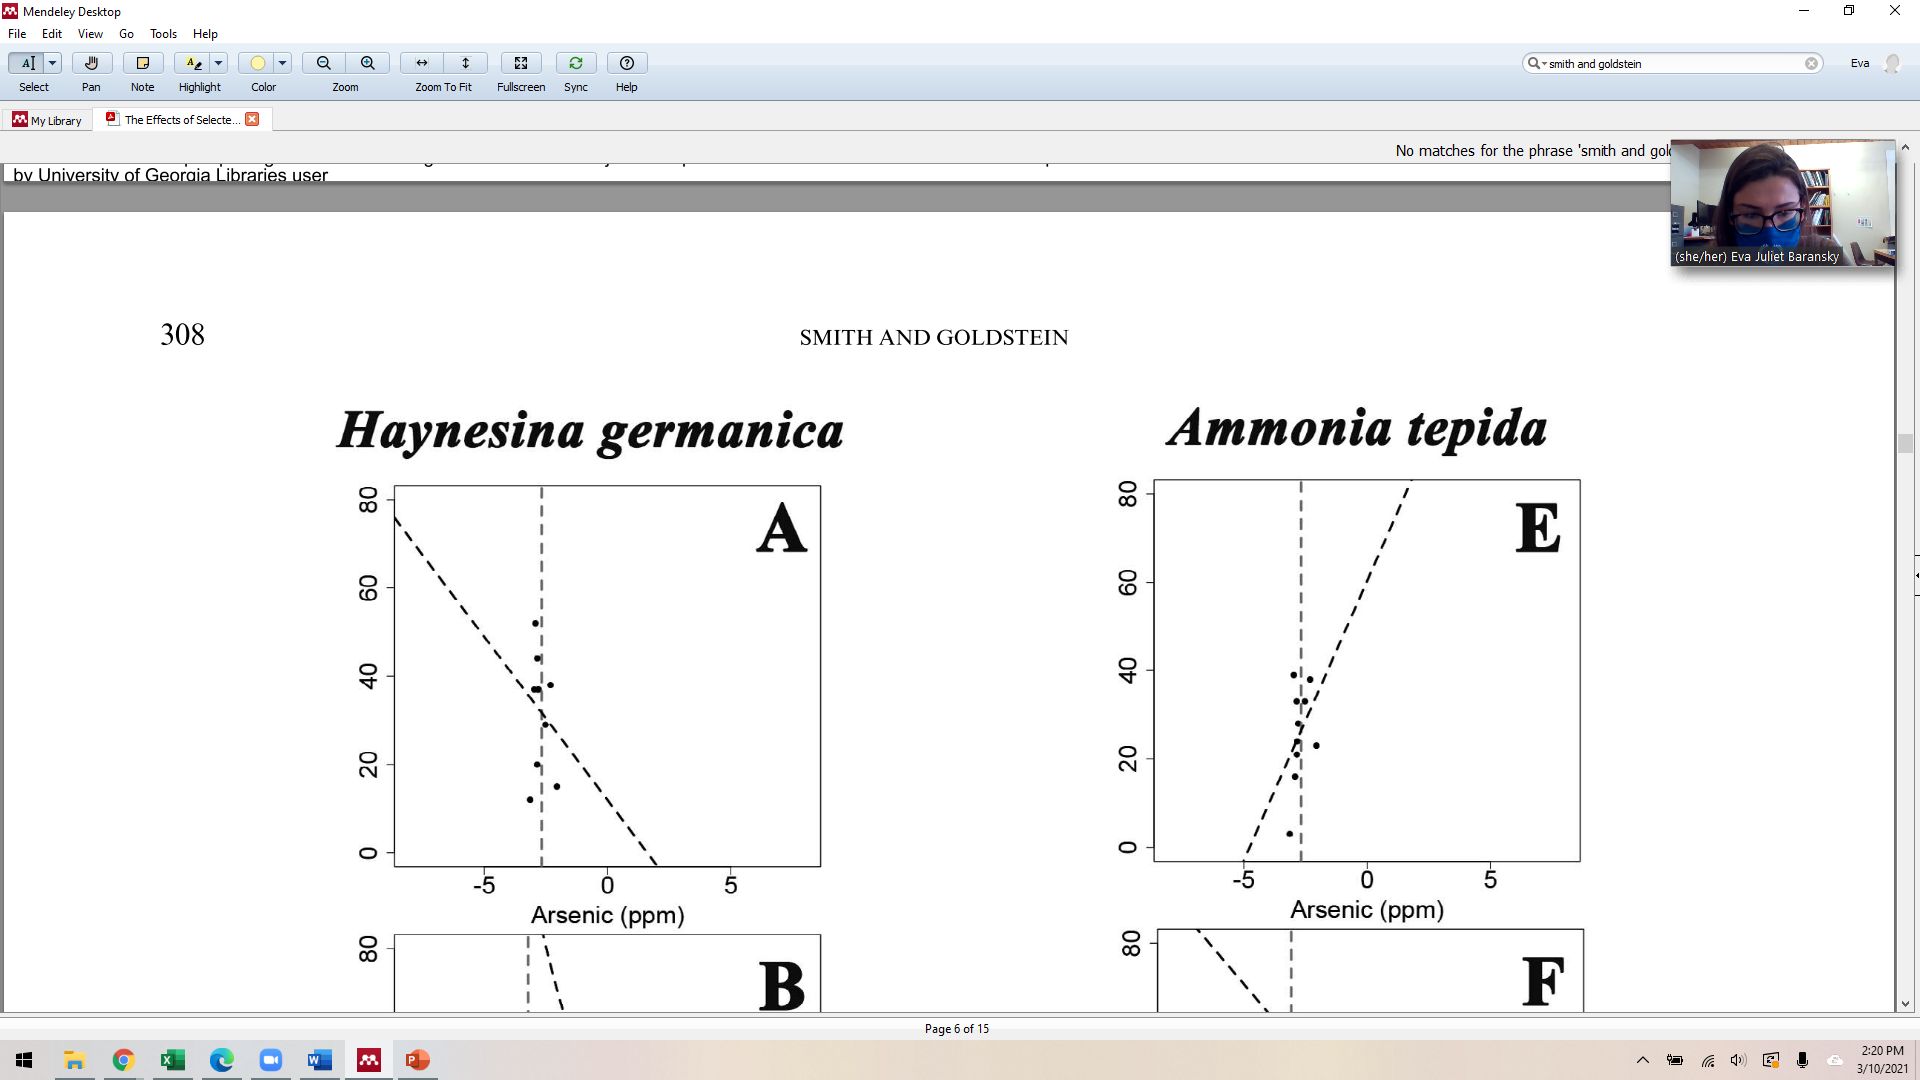 Mendeley Desktop
File Edit View Go Tools Help
smith and goldstein
Eva
Select Pan Note Highlight Color Zoom Zoom To Fit Fullscreen Sync Help
My Library
The Effects of Selecte...
No matches for the phrase 'smith and gol
by University of Georgia Libraries user
(she/her) Eva Juliet Baransky
308
SMITH AND GOLDSTEIN
Haynesina germanica
Ammonia tepida
A
80
60
40
20
0
-5 0 5
Arsenic (ppm)
E
80
60
40
20
0
-5 0 5
Arsenic (ppm)
80
B
80
F
Page 6 of 15
2:20 PM
3/10/2021